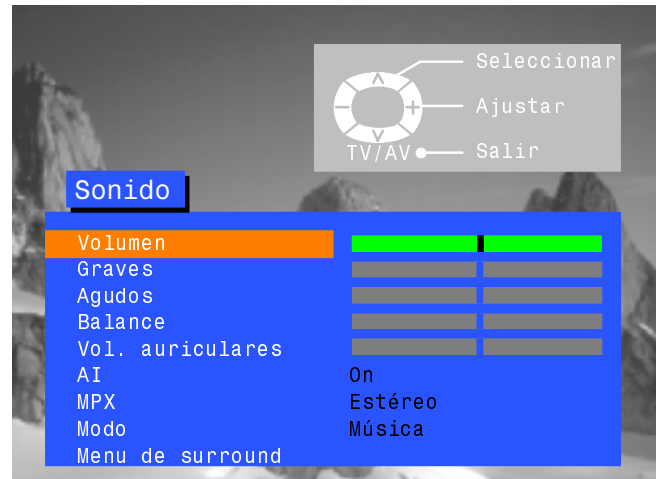 Seleccionar
Ajustar
TV/AV Salir
Sonido
Volumen
Graves
Agudos
Balance
Vol. auriculares
AI On
MPX Estéreo
Modo Música
Menu de surround